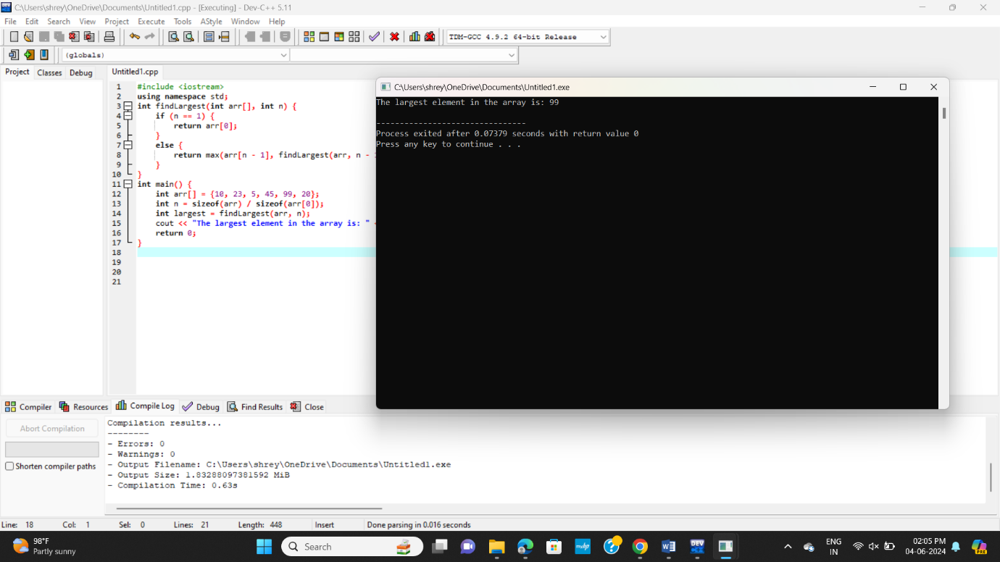 C:\Users\shrey\OneDrive\Documents\Untitled1.cpp - [Executing] - Dev-C++ 5.11
File Edit Search View Project Execute Tools AStyle Window Help
TDM-GCC 4.9.2 64-bit Release
(globals)
Project Classes Debug
Untitled1.cpp
1 #include <iostream>
2 using namespace std;
3 int findLargest(int arr[], int n) {
4 if (n == 1) {
5 return arr[0];
6 }
7 else {
8 return max(arr[n - 1], findLargest(arr, n -
9 }
10 }
11 int main() {
12 int arr[] = {10, 23, 5, 45, 99, 20};
13 int n = sizeof(arr) / sizeof(arr[0]);
14 int largest = findLargest(arr, n);
15 cout << "The largest element in the array is: "
16 return 0;
17 }
18
19
20
21
C:\Users\shrey\OneDrive\Documents\Untitled1.exe
The largest element in the array is: 99
--------------------------------
Process exited after 0.07379 seconds with return value 0
Press any key to continue . . .
Compiler Resources Compile Log Debug Find Results Close
Abort Compilation
Shorten compiler paths
Compilation results...
--------
- Errors: 0
- Warnings: 0
- Output Filename: C:\Users\shrey\OneDrive\Documents\Untitled1.exe
- Output Size: 1.83288097381592 MiB
- Compilation Time: 0.63s
Line: 18 Col: 1 Sel: 0 Lines: 21 Length: 448 Insert Done parsing in 0.016 seconds
98°F
Partly sunny
Search
mvhp
DEV
ENG
IN
02:05 PM
04-06-2024
PRE